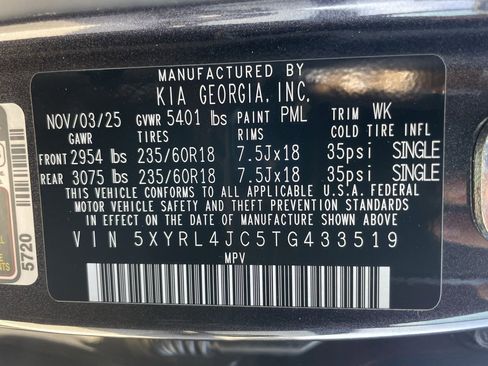 MANUFACTURED BY
KIA GEORGIA, INC.
NOV/03/25 GVWR 5401 lbs PAINT PML TRIM WK
GAWR TIRES RIMS COLD TIRE INFL
FRONT 2954 lbs 235/60R18 7.5Jx18 35psi SINGLE
REAR 3075 lbs 235/60R18 7.5Jx18 35psi SINGLE
THIS VEHICLE CONFORMS TO ALL APPLICABLE U.S.A. FEDERAL
MOTOR VEHICLE SAFETY AND THEFT PREVENTION STANDARDS
IN EFFECT ON THE DATE OF MANUFACTURE SHOWN ABOVE.
VIN 5XYRL4JC5TG433519
MPV
5720